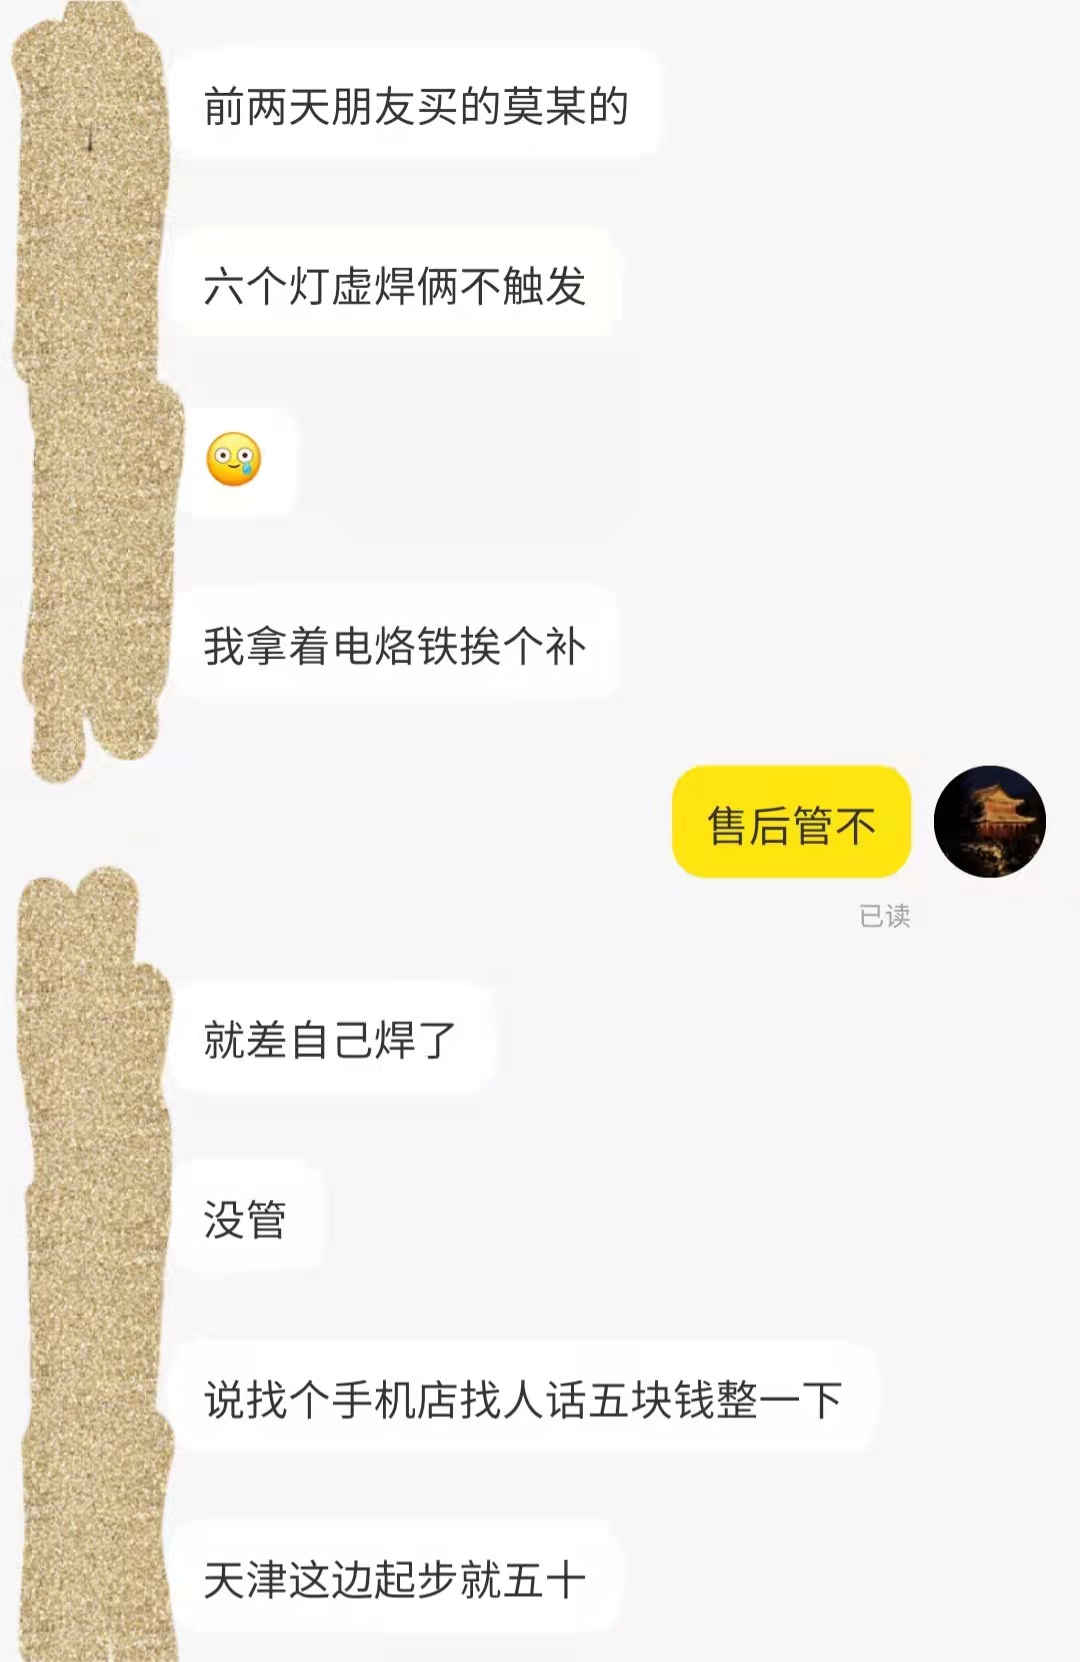 前两天朋友买的莫某的
六个灯虚焊俩不触发
🥲
我拿着电烙铁挨个补
售后管不
已读
就差自己焊了
没管
说找个手机店找人话五块钱整一下
天津这边起步就五十